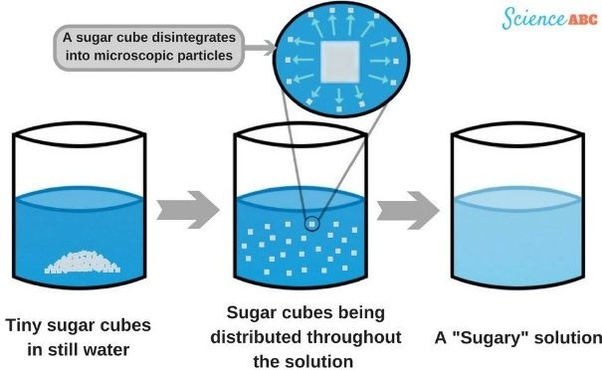 Science ABC
A sugar cube disintegrates
into microscopic particles
Tiny sugar cubes
in still water
Sugar cubes being
distributed throughout
the solution
A "Sugary" solution